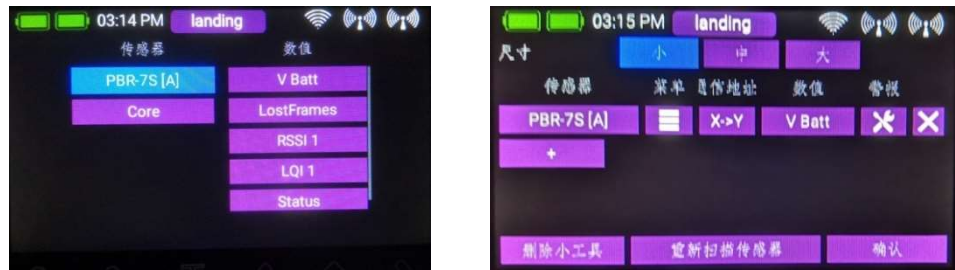 03:14 PM landing
传感器 数值
PBR-7S [A] V Batt
Core LostFrames
RSSI 1
LQI 1
Status
03:15 PM landing
尺寸 小 中 大
传感器 菜单 通信地址 数值 警报
PBR-7S [A] X->Y V Batt
+
删除小工具 重新扫描传感器 确认